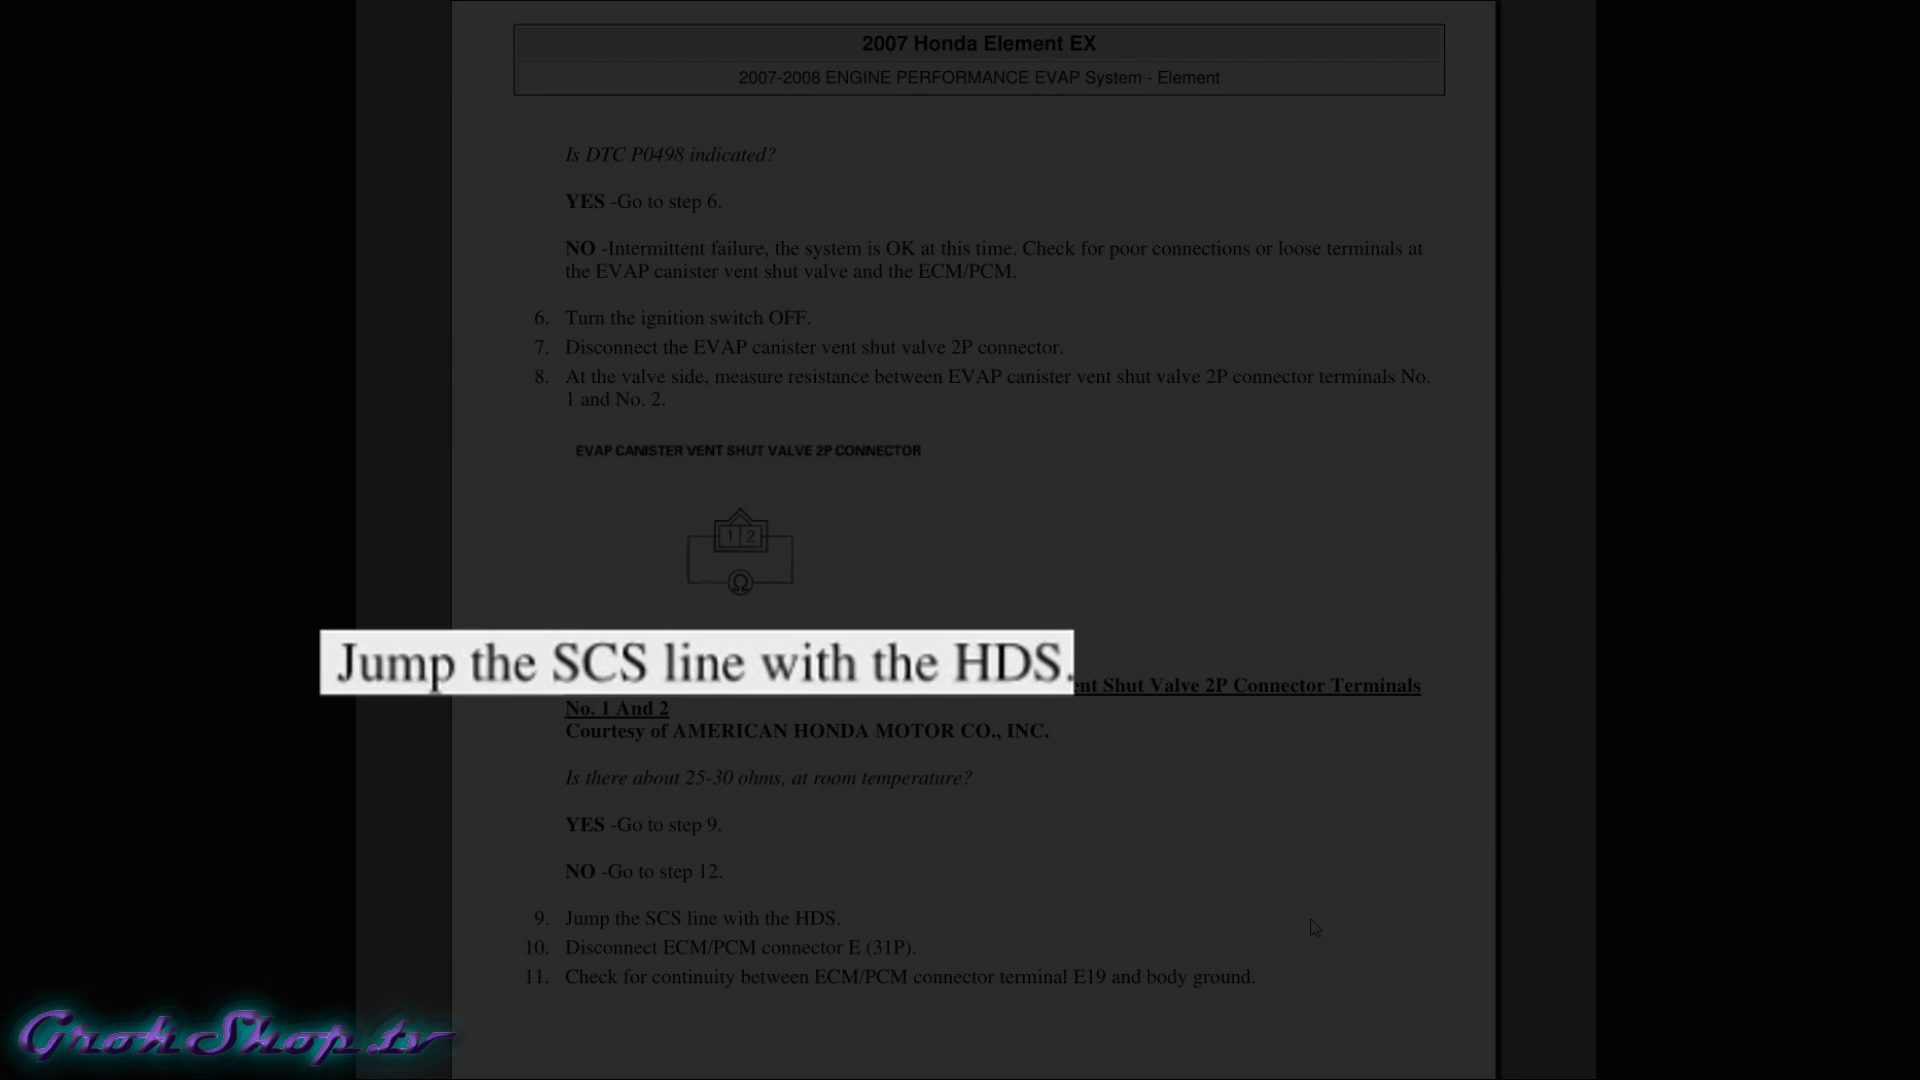 2007 Honda Element EX
2007-2008 ENGINE PERFORMANCE EVAP System - Element
Is DTC P0498 indicated?
YES -Go to step 6.
NO -Intermittent failure, the system is OK at this time. Check for poor connections or loose terminals at
the EVAP canister vent shut valve and the ECM/PCM.
6. Turn the ignition switch OFF.
7. Disconnect the EVAP canister vent shut valve 2P connector.
8. At the valve side, measure resistance between EVAP canister vent shut valve 2P connector terminals No.
1 and No. 2.
EVAP CANISTER VENT SHUT VALVE 2P CONNECTOR
1 2
Ω
Jump the SCS line with the HDS.
nt Shut Valve 2P Connector Terminals
No. 1 And 2
Courtesy of AMERICAN HONDA MOTOR CO., INC.
Is there about 25-30 ohms, at room temperature?
YES -Go to step 9.
NO -Go to step 12.
9. Jump the SCS line with the HDS.
10. Disconnect ECM/PCM connector E (31P).
11. Check for continuity between ECM/PCM connector terminal E19 and body ground.
GrohShop.tv